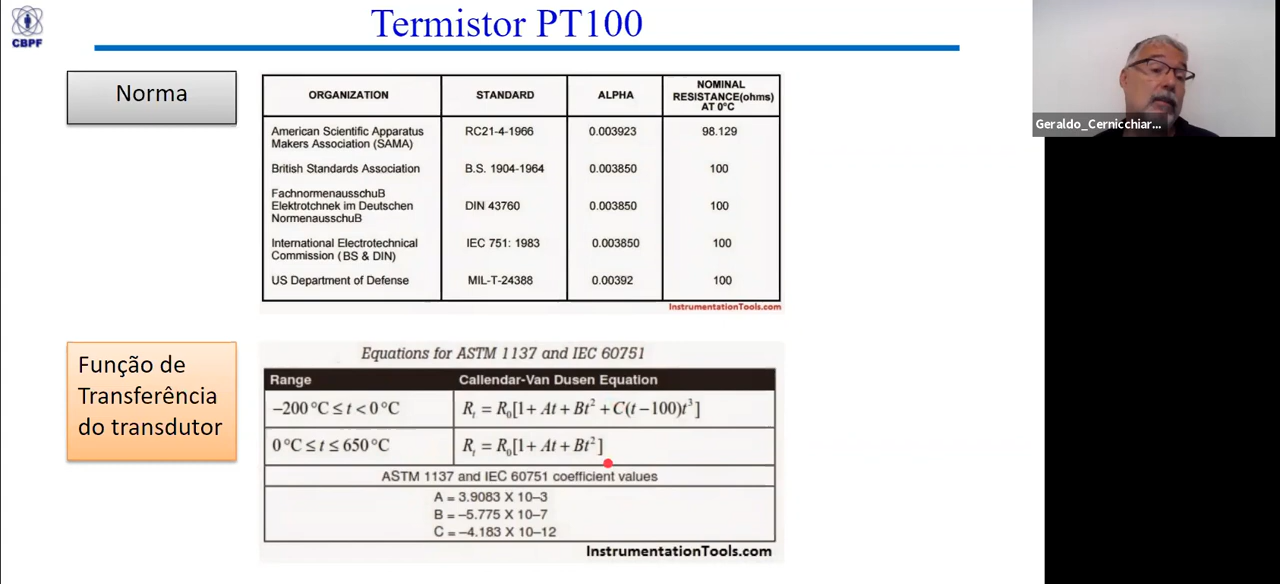 CBPF
Termistor PT100
Geraldo_Cernicchiar...
Norma
ORGANIZATION STANDARD ALPHA NOMINAL RESISTANCE(ohms) AT 0°C
American Scientific Apparatus Makers Association (SAMA) RC21-4-1966 0.003923 98.129
British Standards Association B.S. 1904-1964 0.003850 100
FachnormenausschuB Elektrotchnek im Deutschen NormenausschuB DIN 43760 0.003850 100
International Electrotechnical Commission (BS & DIN) IEC 751: 1983 0.003850 100
US Department of Defense MIL-T-24388 0.00392 100
InstrumentationTools.com
Função de
Transferência
do transdutor
Equations for ASTM 1137 and IEC 60751
Range Callendar-Van Dusen Equation
−200°C ≤ t < 0°C Rₜ = R₀[1+ At + Bt² + C(t −100)t³]
0°C ≤ t ≤ 650°C Rₜ = R₀[1+ At + Bt²]
ASTM 1137 and IEC 60751 coefficient values
A = 3.9083 X 10–3
B = –5.775 X 10–7
C = –4.183 X 10–12
InstrumentationTools.com